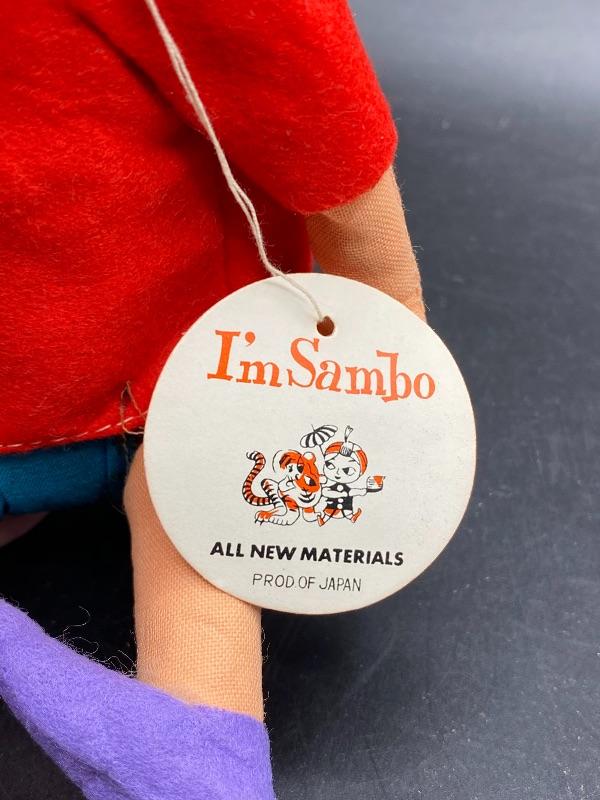 I'm Sambo
ALL NEW MATERIALS
PROD. OF JAPAN